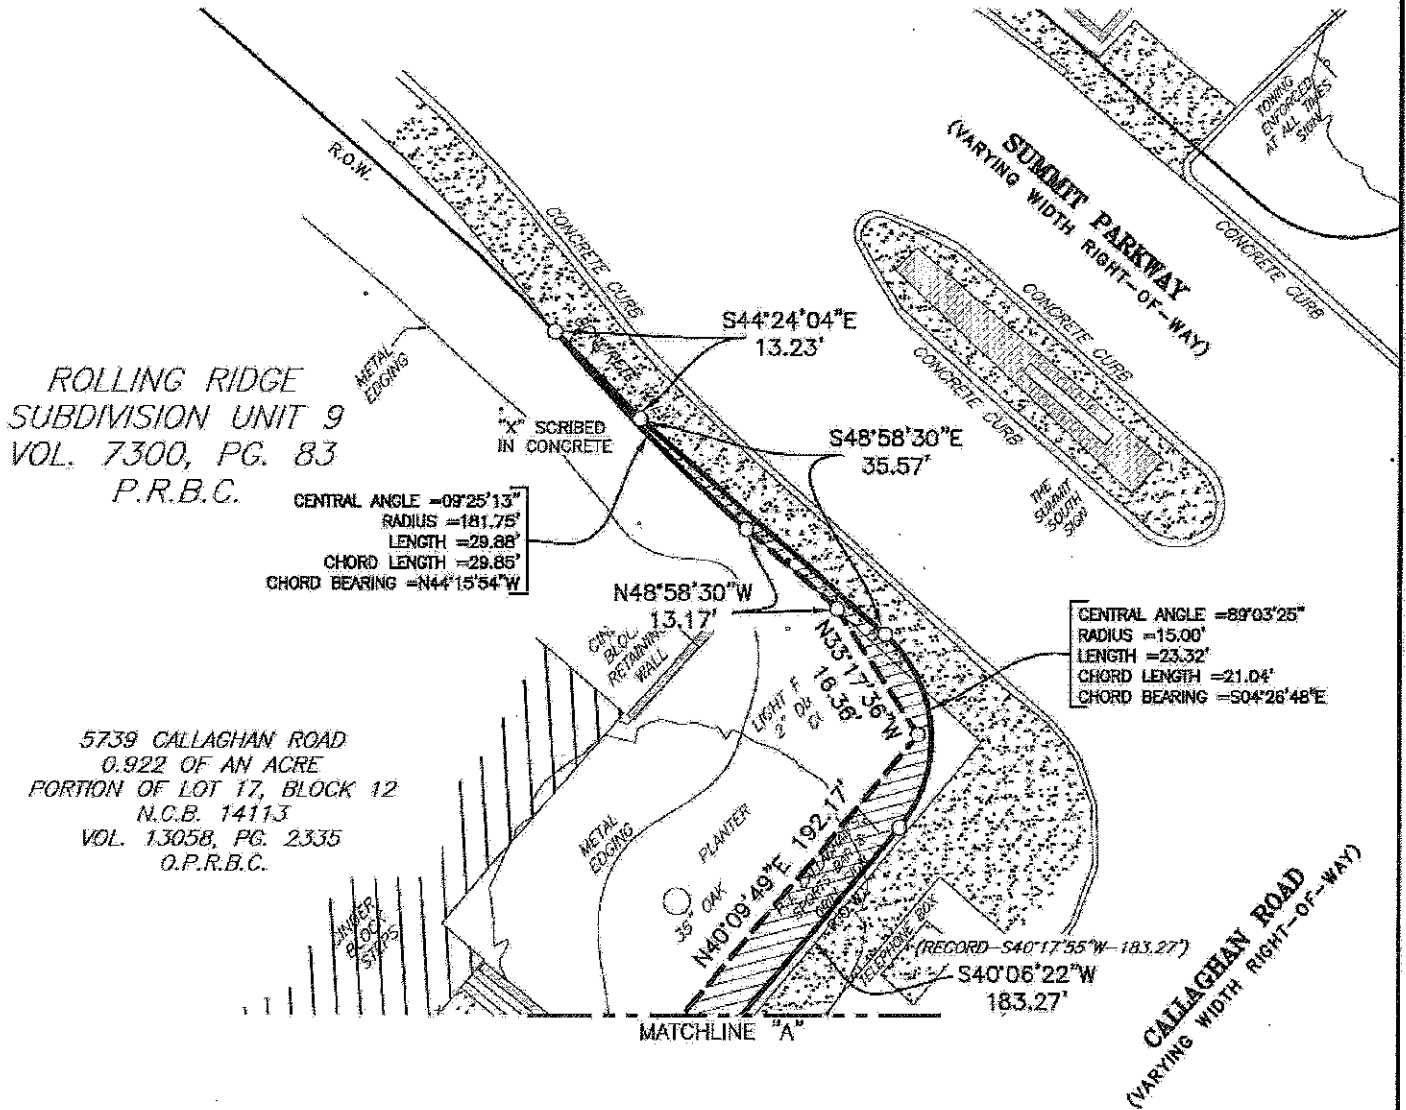 TOWING
ENFORCED
AT ALL TIMES
SIGN
SUMMIT PARKWAY
(VARYING WIDTH RIGHT-OF-WAY)
R.O.W.
CONCRETE CURB
CONCRETE CURB
CONCRETE CURB
CONCRETE CURB
METAL
EDGING
S44°24'04"E
13.23'
ROLLING RIDGE
SUBDIVISION UNIT 9
VOL. 7300, PG. 83
P.R.B.C.
"X" SCRIBED
IN CONCRETE
S48°58'30"E
35.57'
THE
SUMMIT
SOUTH
SIGN
CENTRAL ANGLE =09°25'13"
RADIUS =181.75'
LENGTH =29.88'
CHORD LENGTH =29.85'
CHORD BEARING =N44°15'54"W
N48°58'30"W
13.17'
BLOCK
RETAINING
WALL
N33°17'36"W
16.36'
CENTRAL ANGLE =89°03'25"
RADIUS =15.00'
LENGTH =23.32'
CHORD LENGTH =21.04'
CHORD BEARING =S04°26'48"E
LIGHT
2"
5739 CALLAGHAN ROAD
0.922 OF AN ACRE
PORTION OF LOT 17, BLOCK 12
N.C.B. 14113
VOL. 13058, PG. 2335
O.P.R.B.C.
METAL
EDGING
PLANTER
38" OAK
N40°09'49"E 192.17'
SPORTS BAR &
R.O.W.
CINDER
BLOCK
STEPS
TELEPHONE BOX
(RECORD-S40°17'55"W-183.27')
S40°06'22"W
183.27'
CALLAGHAN ROAD
(VARYING WIDTH RIGHT-OF-WAY)
MATCHLINE "A"